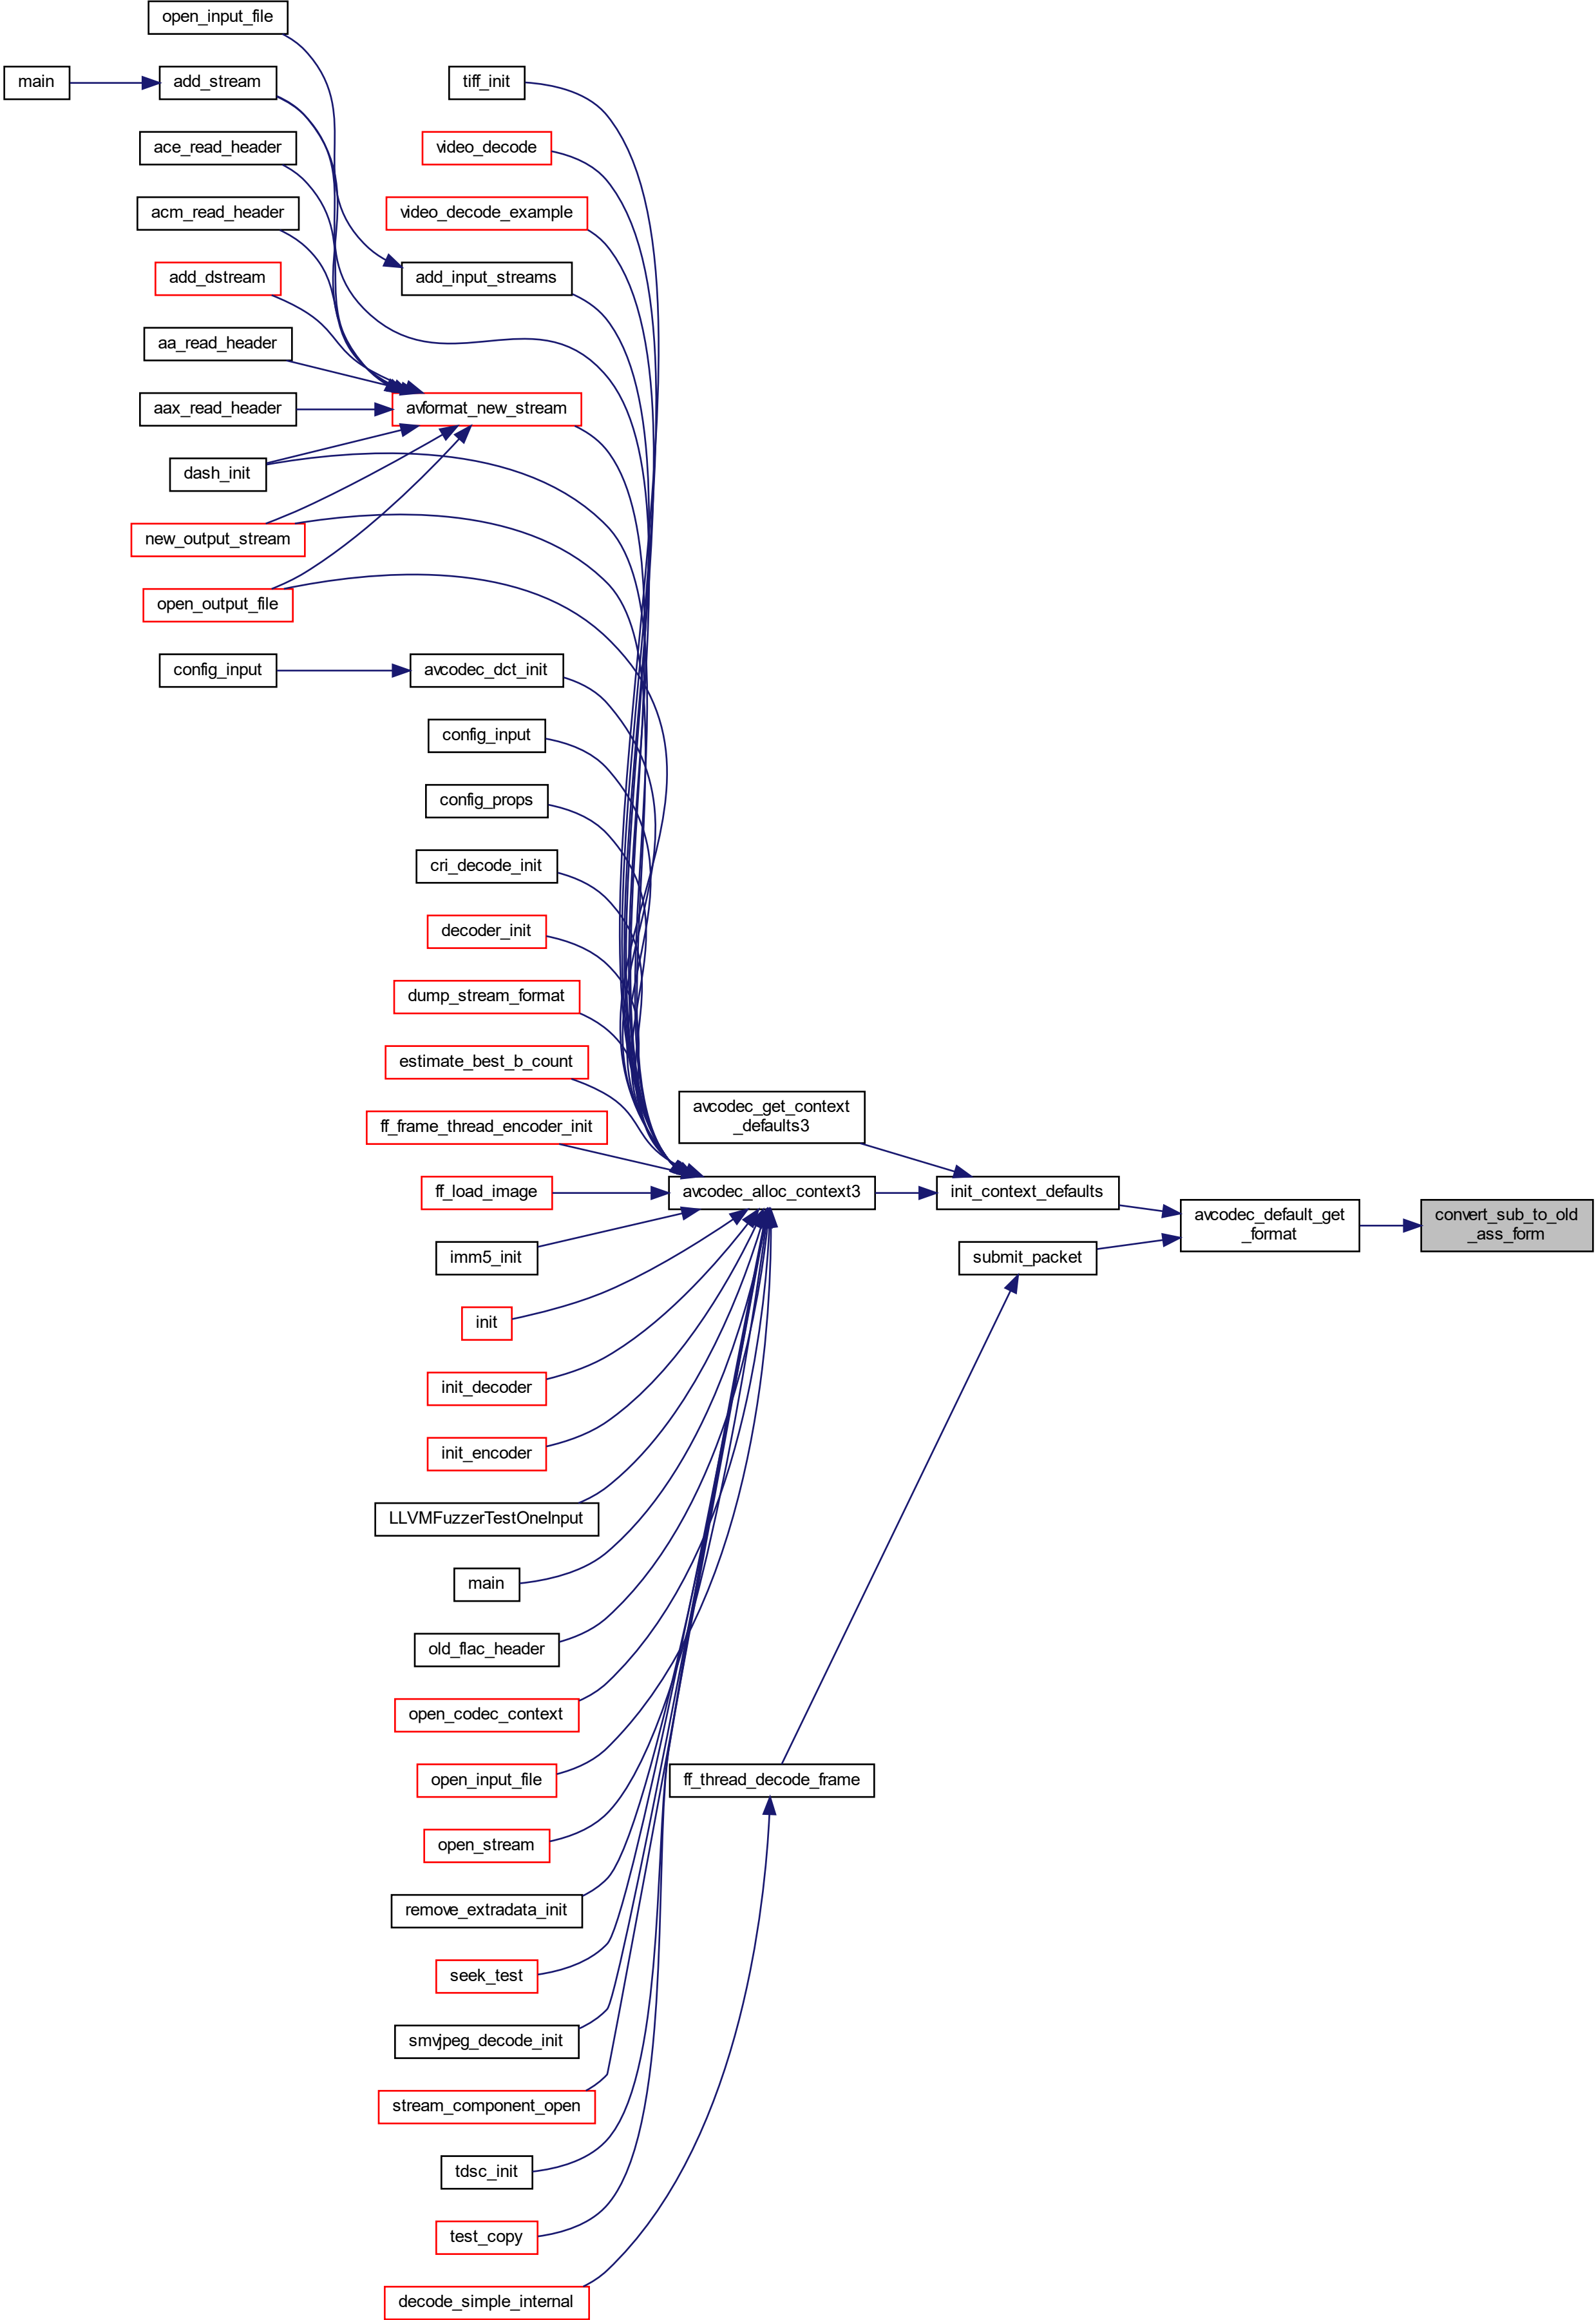 open_input_file
main
add_stream
tiff_init
ace_read_header
video_decode
acm_read_header
video_decode_example
add_dstream
add_input_streams
aa_read_header
aax_read_header
avformat_new_stream
dash_init
new_output_stream
open_output_file
config_input
avcodec_dct_init
config_input
config_props
cri_decode_init
decoder_init
dump_stream_format
estimate_best_b_count
ff_frame_thread_encoder_init
avcodec_get_context
_defaults3
ff_load_image
avcodec_alloc_context3
init_context_defaults
avcodec_default_get
_format
convert_sub_to_old
_ass_form
imm5_init
submit_packet
init
init_decoder
init_encoder
LLVMFuzzerTestOneInput
main
old_flac_header
open_codec_context
open_input_file
ff_thread_decode_frame
open_stream
remove_extradata_init
seek_test
smvjpeg_decode_init
stream_component_open
tdsc_init
test_copy
decode_simple_internal